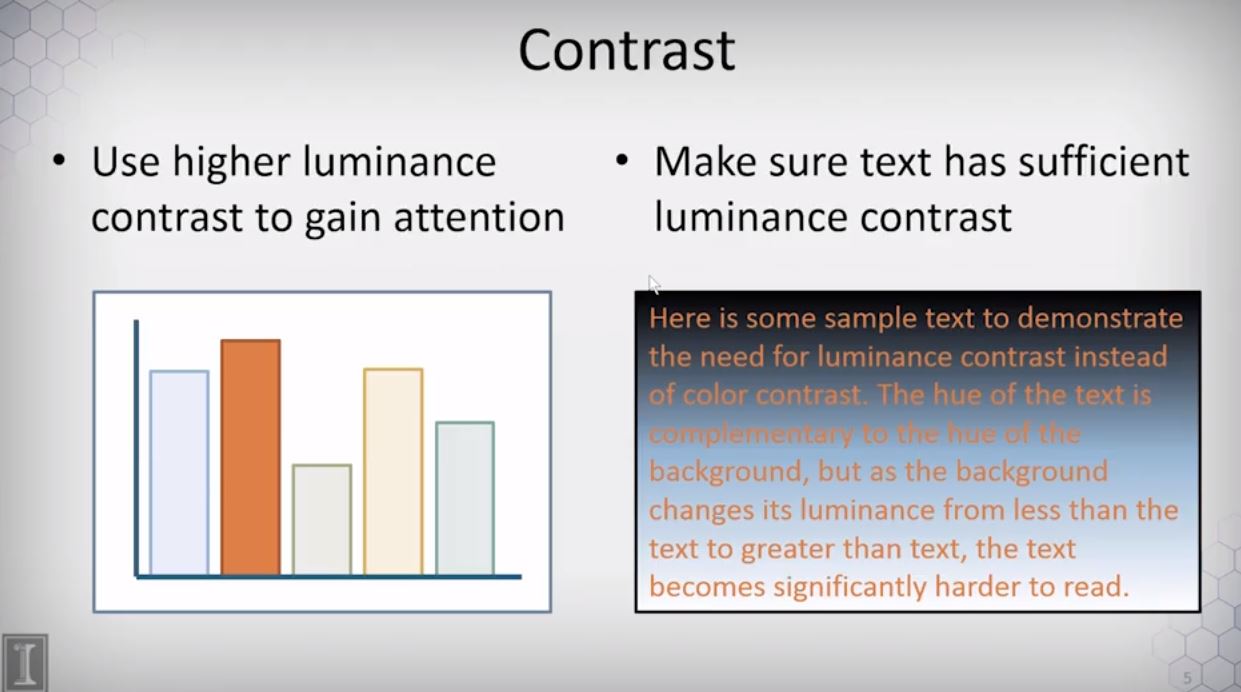 Contrast
• Use higher luminance
contrast to gain attention
• Make sure text has sufficient
luminance contrast
Here is some sample text to demonstrate
the need for luminance contrast instead
of color contrast. The hue of the text is
complementary to the hue of the
background, but as the background
changes its luminance from less than the
text to greater than text, the text
becomes significantly harder to read.
I
5